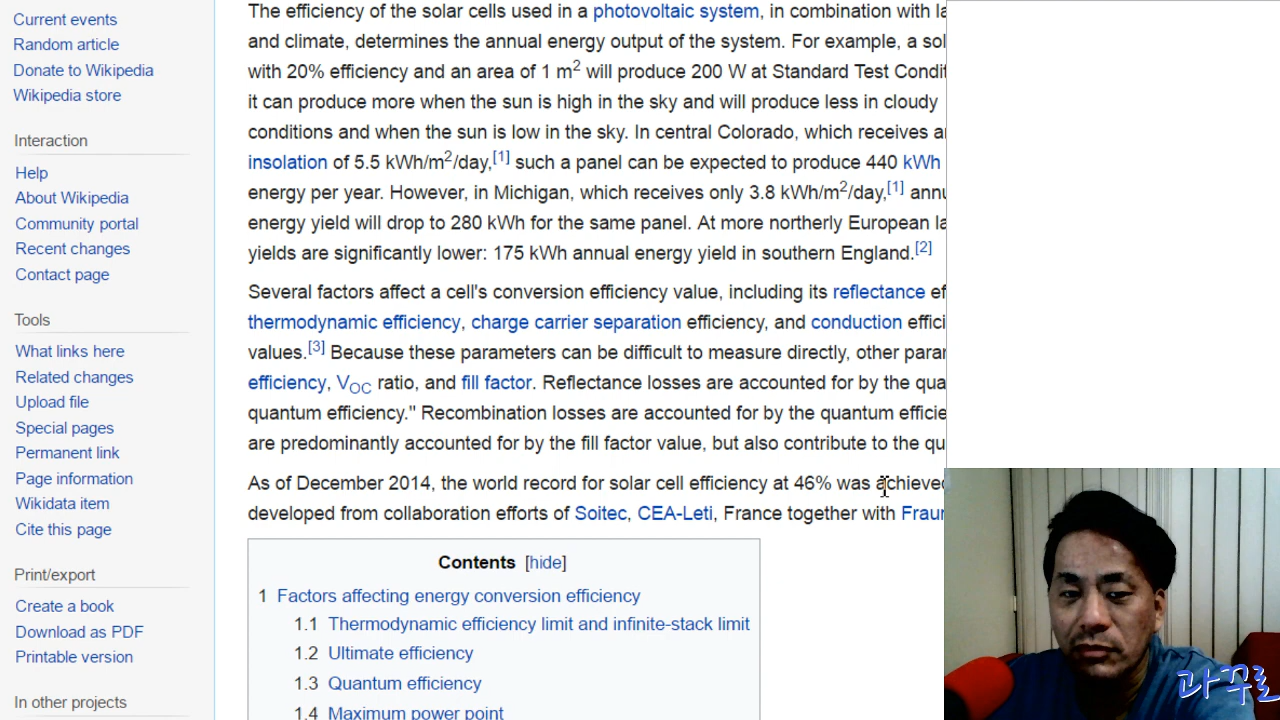 Current events
Random article
Donate to Wikipedia
Wikipedia store
Interaction
Help
About Wikipedia
Community portal
Recent changes
Contact page
Tools
What links here
Related changes
Upload file
Special pages
Permanent link
Page information
Wikidata item
Cite this page
Print/export
Create a book
Download as PDF
Printable version
In other projects
The efficiency of the solar cells used in a photovoltaic system, in combination with la
and climate, determines the annual energy output of the system. For example, a sol
with 20% efficiency and an area of 1 m² will produce 200 W at Standard Test Condit
it can produce more when the sun is high in the sky and will produce less in cloudy
conditions and when the sun is low in the sky. In central Colorado, which receives a
insolation of 5.5 kWh/m²/day,[1] such a panel can be expected to produce 440 kWh
energy per year. However, in Michigan, which receives only 3.8 kWh/m²/day,[1] annu
energy yield will drop to 280 kWh for the same panel. At more northerly European la
yields are significantly lower: 175 kWh annual energy yield in southern England.[2]
Several factors affect a cell's conversion efficiency value, including its reflectance ef
thermodynamic efficiency, charge carrier separation efficiency, and conduction effici
values.[3] Because these parameters can be difficult to measure directly, other parar
efficiency, VOC ratio, and fill factor. Reflectance losses are accounted for by the qua
quantum efficiency." Recombination losses are accounted for by the quantum efficie
are predominantly accounted for by the fill factor value, but also contribute to the qu
As of December 2014, the world record for solar cell efficiency at 46% was achieved
developed from collaboration efforts of Soitec, CEA-Leti, France together with Fraun
Contents [hide]
1 Factors affecting energy conversion efficiency
1.1 Thermodynamic efficiency limit and infinite-stack limit
1.2 Ultimate efficiency
1.3 Quantum efficiency
1.4 Maximum power point
과꾸로